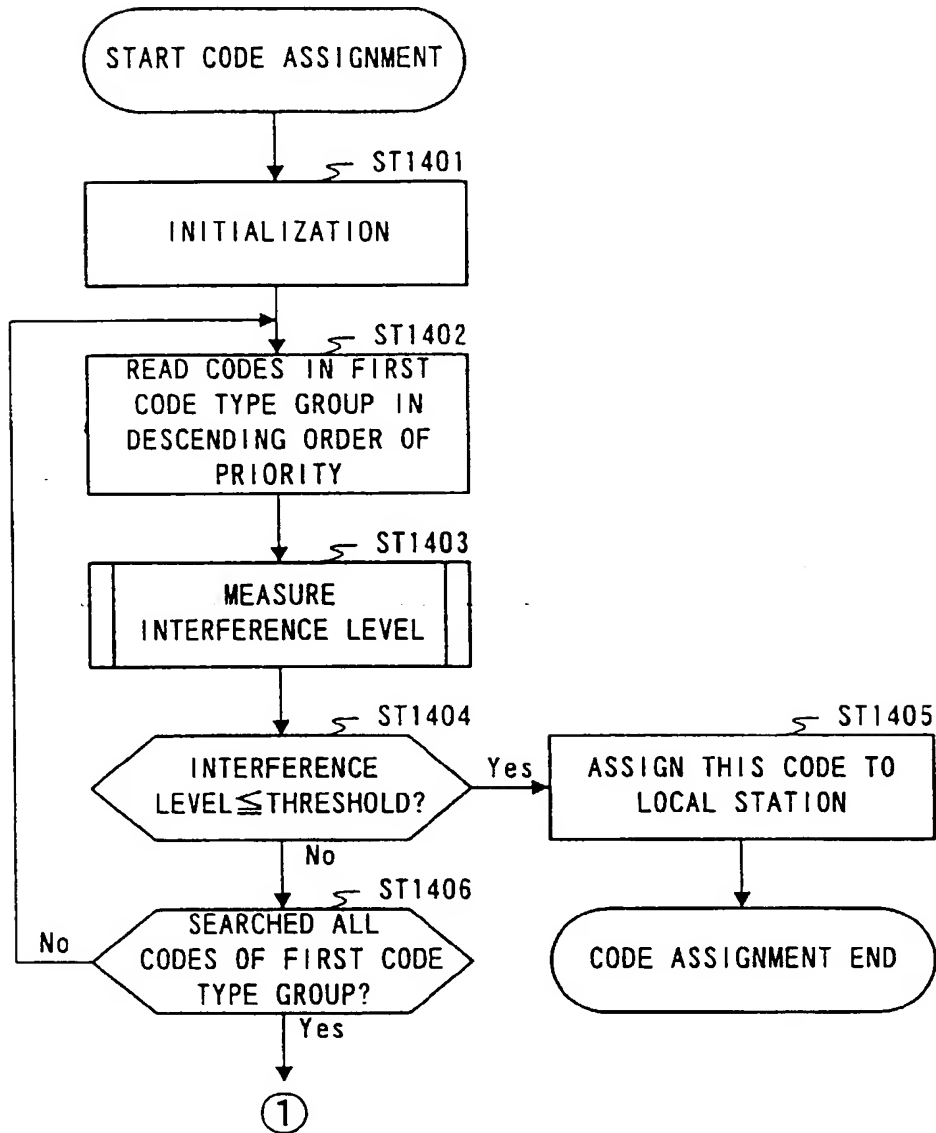 START CODE ASSIGNMENT
ST1401
INITIALIZATION
ST1402
READ CODES IN FIRST
CODE TYPE GROUP IN
DESCENDING ORDER OF
PRIORITY
ST1403
MEASURE
INTERFERENCE LEVEL
ST1404
INTERFERENCE
LEVEL≦THRESHOLD?
Yes
No
ST1405
ASSIGN THIS CODE TO
LOCAL STATION
CODE ASSIGNMENT END
ST1406
SEARCHED ALL
CODES OF FIRST CODE
TYPE GROUP?
No
Yes
①